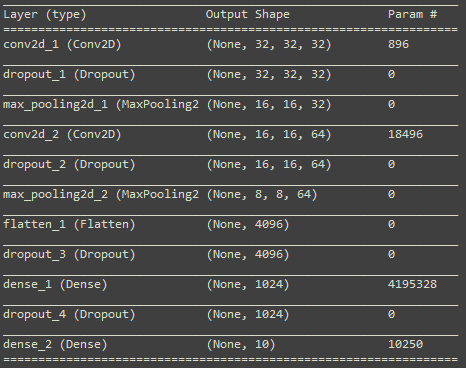 Layer (type) Output Shape Param #
conv2d_1 (Conv2D) (None, 32, 32, 32) 896
dropout_1 (Dropout) (None, 32, 32, 32) 0
max_pooling2d_1 (MaxPooling2 (None, 16, 16, 32) 0
conv2d_2 (Conv2D) (None, 16, 16, 64) 18496
dropout_2 (Dropout) (None, 16, 16, 64) 0
max_pooling2d_2 (MaxPooling2 (None, 8, 8, 64) 0
flatten_1 (Flatten) (None, 4096) 0
dropout_3 (Dropout) (None, 4096) 0
dense_1 (Dense) (None, 1024) 4195328
dropout_4 (Dropout) (None, 1024) 0
dense_2 (Dense) (None, 10) 10250